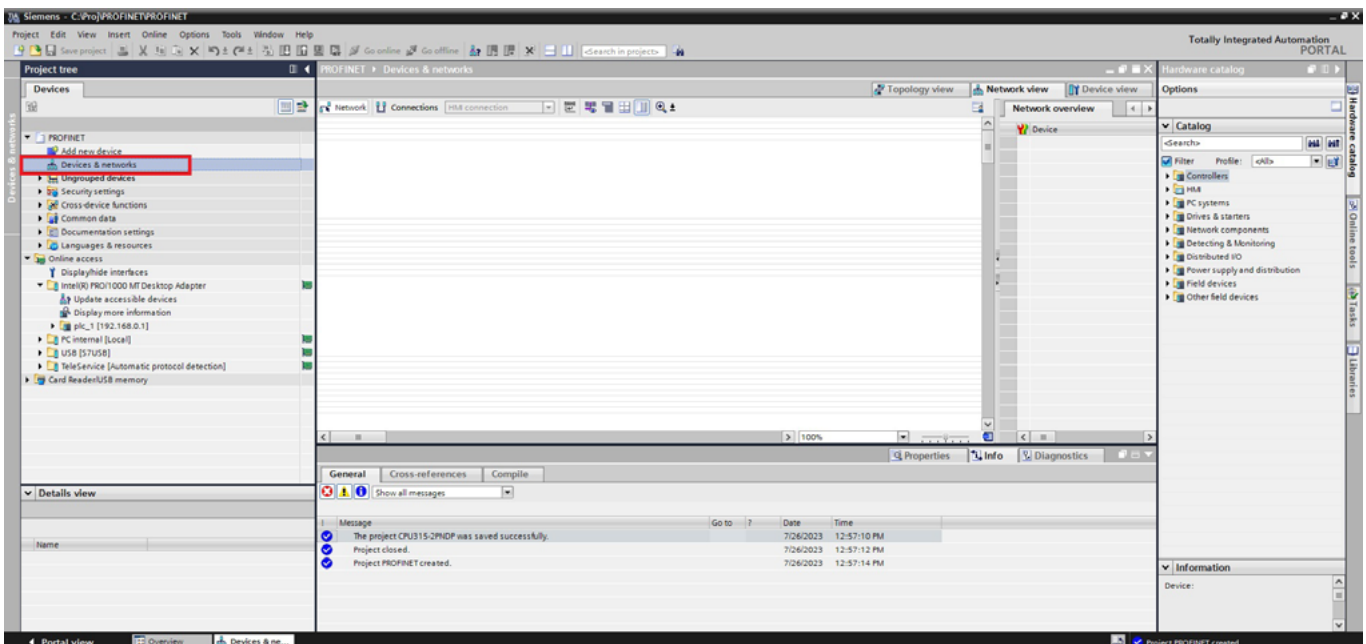 Siemens - C:\Proj\PROFINET\PROFINET
Project Edit View Insert Online Options Tools Window Help
Save project Go online Go offline <Search in project>
Totally Integrated Automation
PORTAL
Project tree
Devices
Devices & networks
PROFINET
Add new device
Devices & networks
Ungrouped devices
Security settings
Cross-device functions
Common data
Documentation settings
Languages & resources
Online access
Display/hide interfaces
Intel(R) PRO/1000 MT Desktop Adapter
Update accessible devices
Display more information
plc_1 [192.168.0.1]
PC internal [Local]
USB [S7USB]
TeleService [Automatic protocol detection]
Card Reader/USB memory
Details view
Name
PROFINET Devices & networks
Topology view Network view Device view
Network Connections HMI connection
Network overview
Device
100%
Properties Info Diagnostics
General Cross-references Compile
Show all messages
! Message Go to ? Date Time
The project CPU315-2PNDP was saved successfully. 7/26/2023 12:57:10 PM
Project closed. 7/26/2023 12:57:12 PM
Project PROFINET created. 7/26/2023 12:57:14 PM
Hardware catalog
Options
Catalog
<Search>
Filter Profile: <All>
Controllers
HMI
PC systems
Drives & starters
Network components
Detecting & Monitoring
Distributed I/O
Power supply and distribution
Field devices
Other field devices
Information
Device:
Hardware catalog
Online tools
Tasks
Libraries
Portal view Overview Devices & ne...
Project PROFINET created.